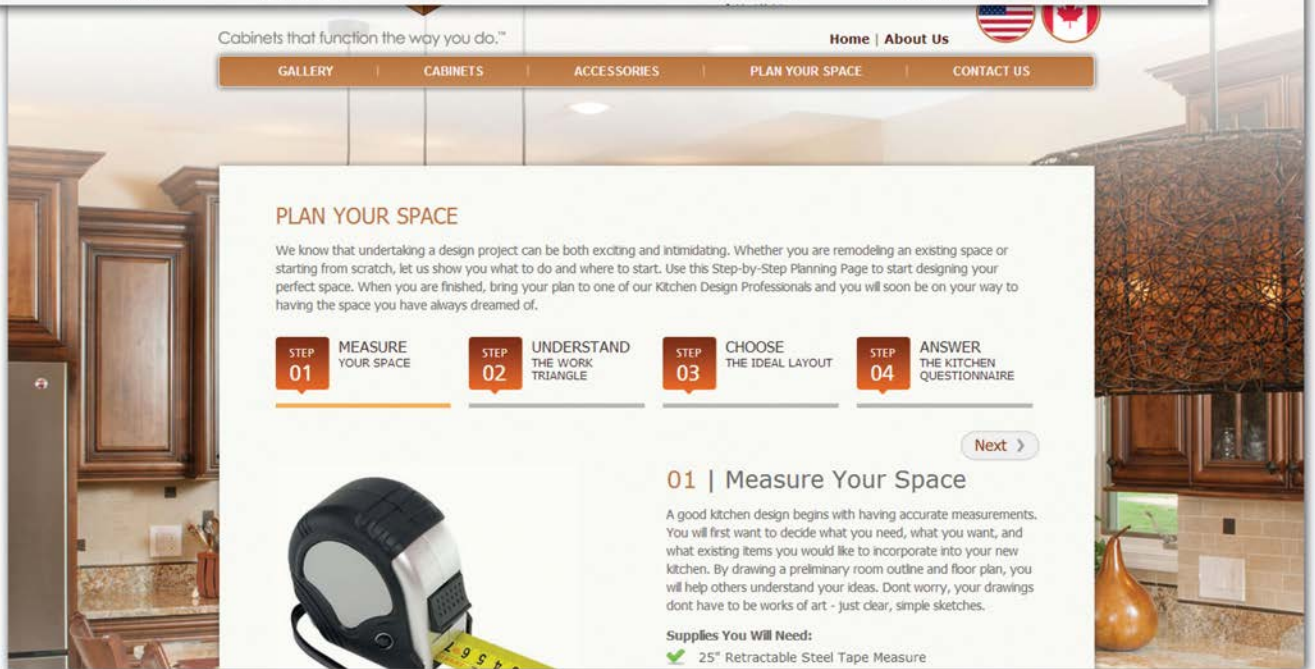 Cabinets that function the way you do.™
Home | About Us
GALLERY | CABINETS | ACCESSORIES | PLAN YOUR SPACE | CONTACT US
PLAN YOUR SPACE
We know that undertaking a design project can be both exciting and intimidating. Whether you are remodeling an existing space or
starting from scratch, let us show you what to do and where to start. Use this Step-by-Step Planning Page to start designing your
perfect space. When you are finished, bring your plan to one of our Kitchen Design Professionals and you will soon be on your way to
having the space you have always dreamed of.
STEP
01
MEASURE
YOUR SPACE
STEP
02
UNDERSTAND
THE WORK
TRIANGLE
STEP
03
CHOOSE
THE IDEAL LAYOUT
STEP
04
ANSWER
THE KITCHEN
QUESTIONNAIRE
Next
01 | Measure Your Space
A good kitchen design begins with having accurate measurements.
You will first want to decide what you need, what you want, and
what existing items you would like to incorporate into your new
kitchen. By drawing a preliminary room outline and floor plan, you
will help others understand your ideas. Dont worry, your drawings
dont have to be works of art - just clear, simple sketches.
Supplies You Will Need:
25" Retractable Steel Tape Measure